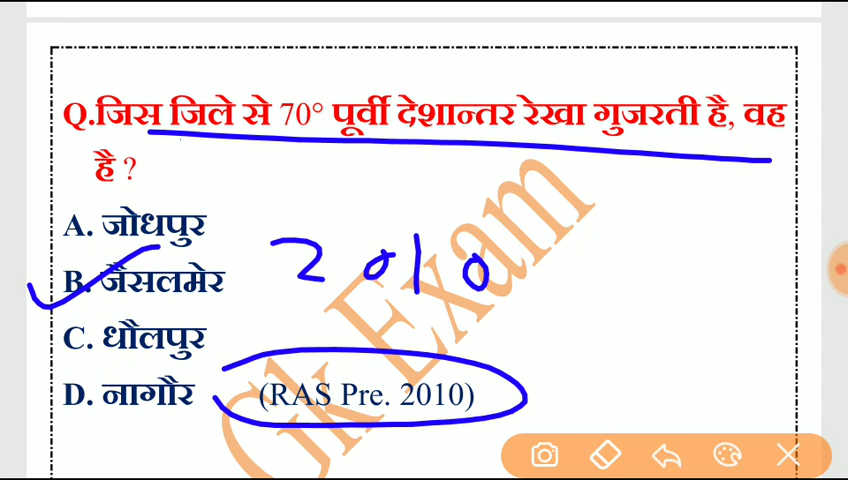 Q.जिस जिले से 70° पूर्वी देशान्तर रेखा गुजरती है, वह
है ?
A. जोधपुर
B. जैसलमेर
2010
C. धौलपुर
D. नागौर (RAS Pre. 2010)
Gk Exam